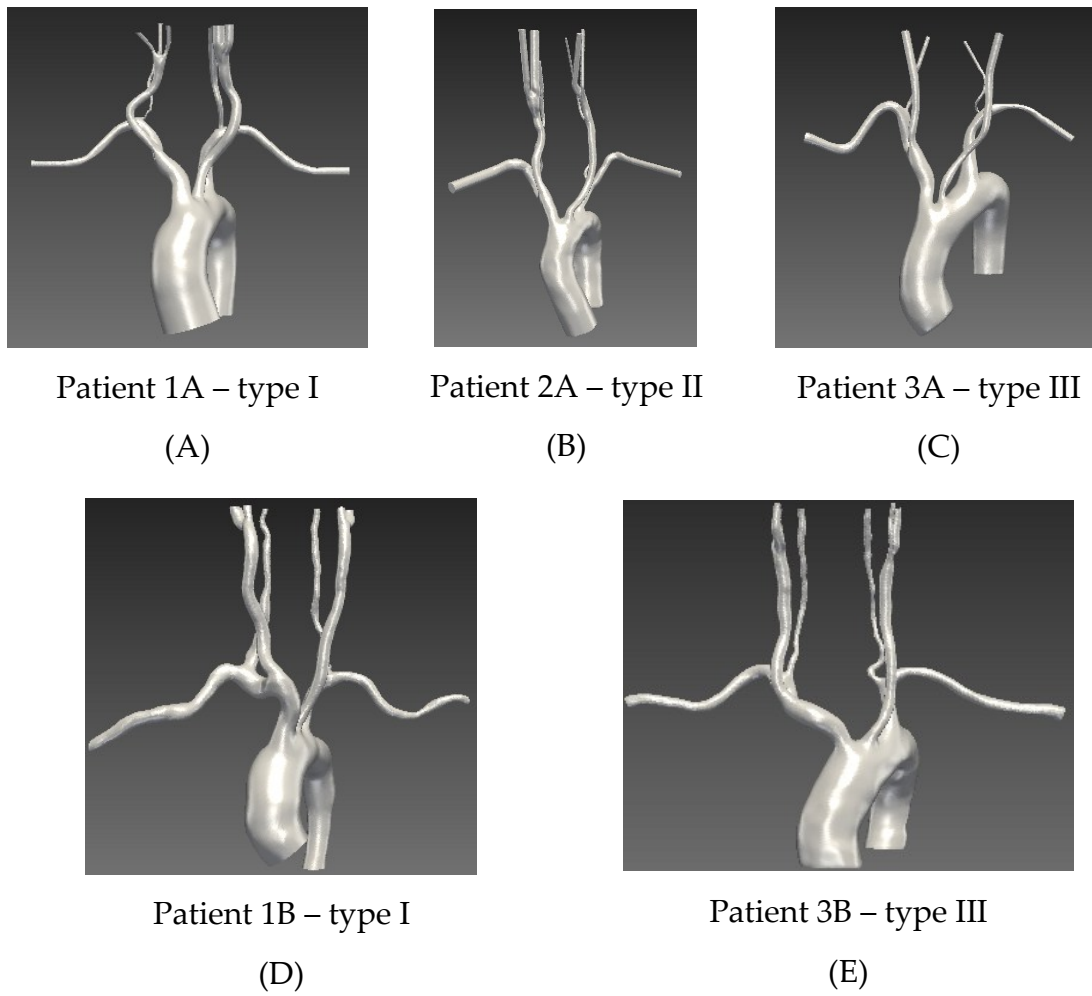 Patient 1A – type I
Patient 2A – type II
Patient 3A – type III
(A)
(B)
(C)
Patient 1B – type I
Patient 3B – type III
(D)
(E)